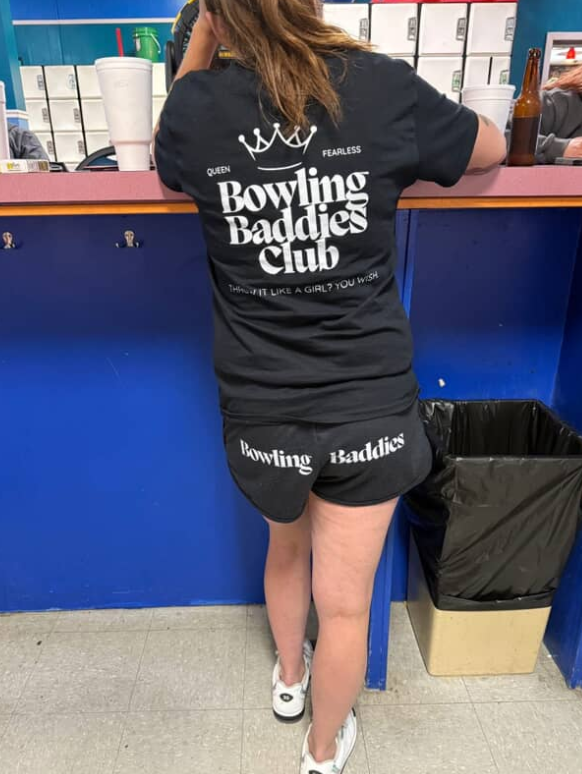 QUEEN FEARLESS
Bowling
Baddies
Club
THROW IT LIKE A GIRL? YOU WISH.
Bowling Baddies